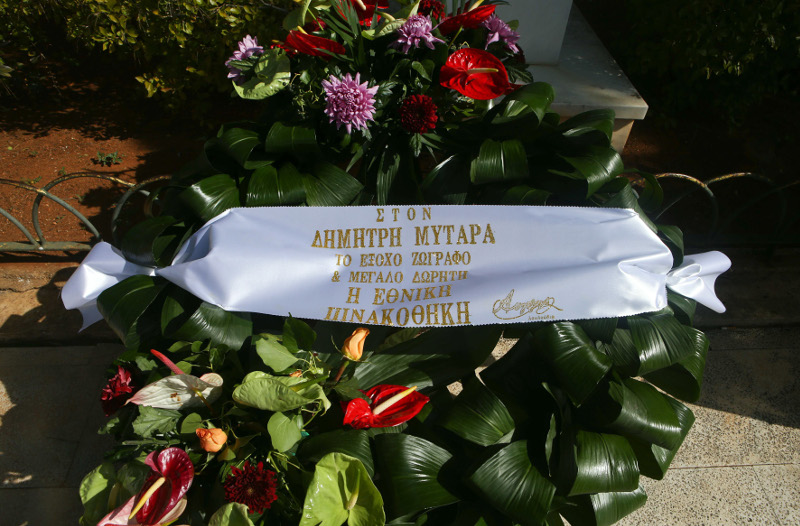 ΣΤΟΝ
ΔΗΜΗΤΡΗ ΜΥΤΑΡΑ
ΤΟ ΕΞΟΧΟ ΖΩΓΡΑΦΟ
& ΜΕΓΑΛΟ ΔΩΡΗΤΗ
Η ΕΘΝΙΚΗ
ΠΙΝΑΚΟΘΗΚΗ